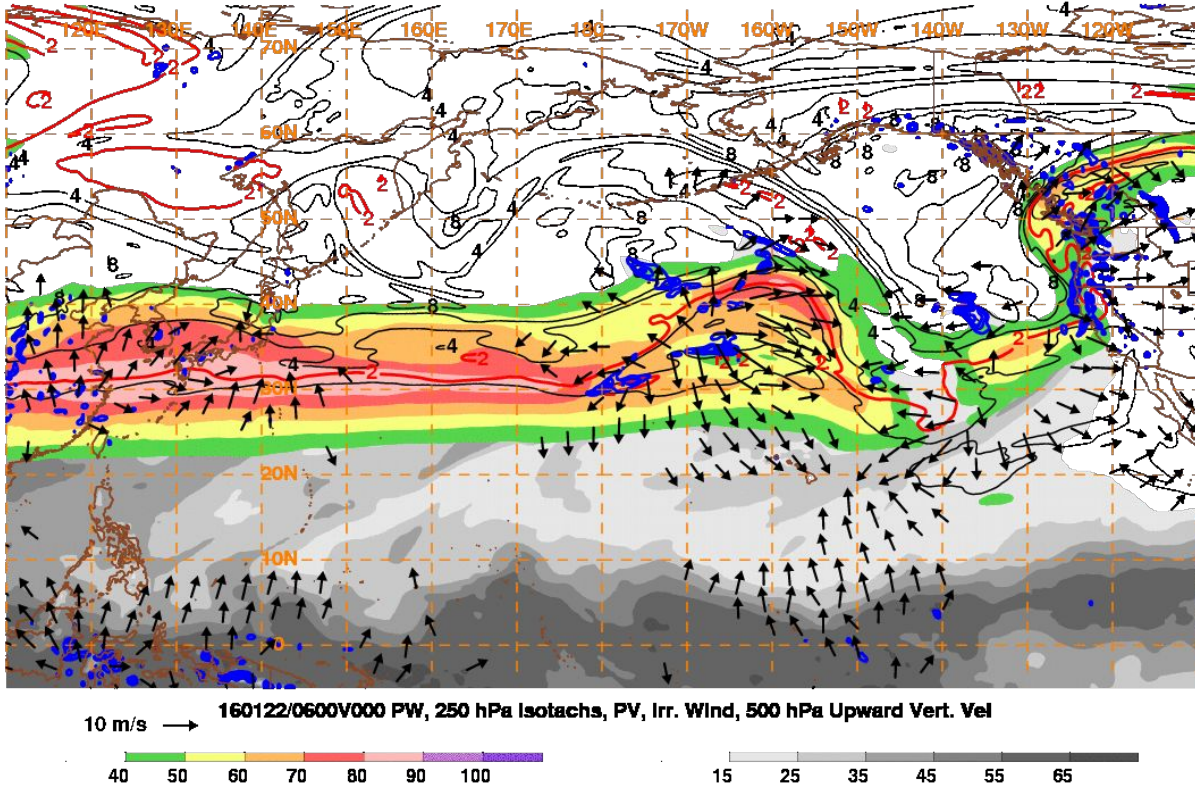 120E 130E 140E 150E 160E 170E 180 170W 160W 150W 140W 130W 120W
70N
60N
50N
40N
30N
20N
10N
0
160122/0600V000 PW, 250 hPa Isotachs, PV, Irr. Wind, 500 hPa Upward Vert. Vel
10 m/s
40 50 60 70 80 90 100
15 25 35 45 55 65